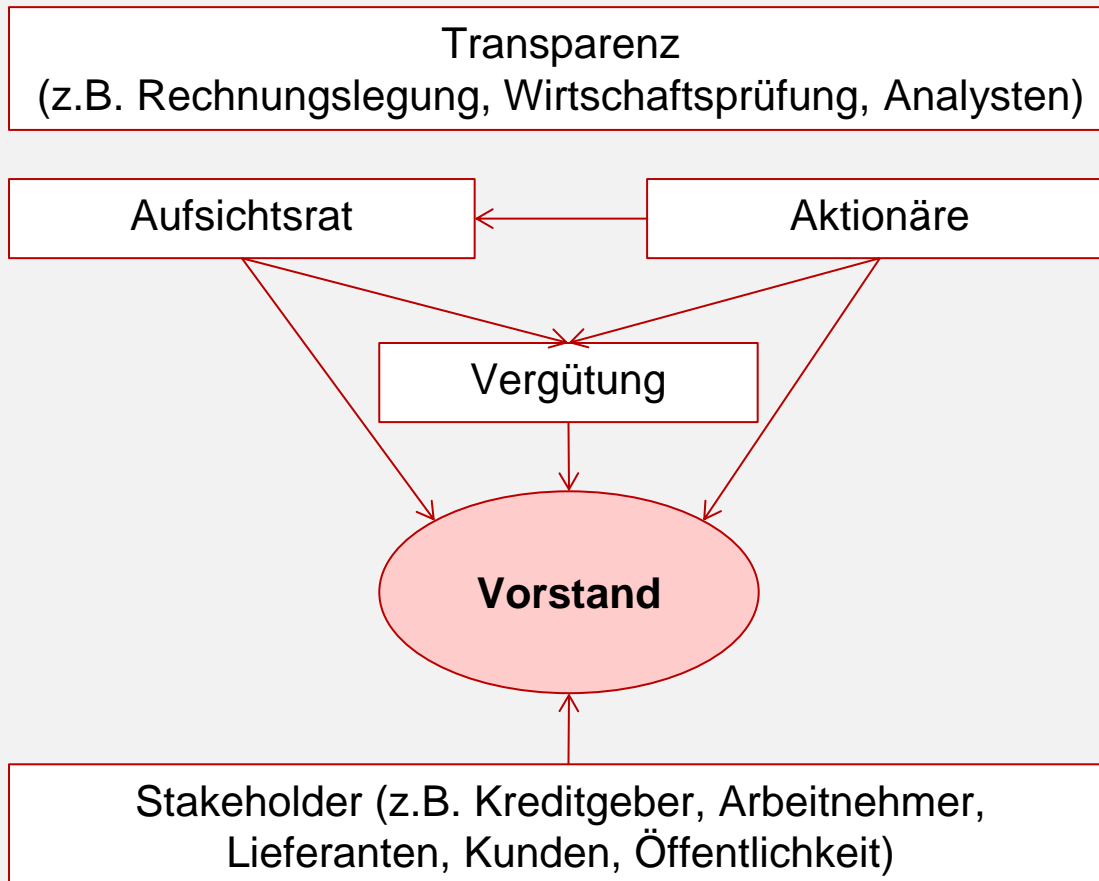 Transparenz
(z.B. Rechnungslegung, Wirtschaftsprüfung, Analysten)
Aufsichtsrat
Aktionäre
Vergütung
Vorstand
Stakeholder (z.B. Kreditgeber, Arbeitnehmer,
Lieferanten, Kunden, Öffentlichkeit)